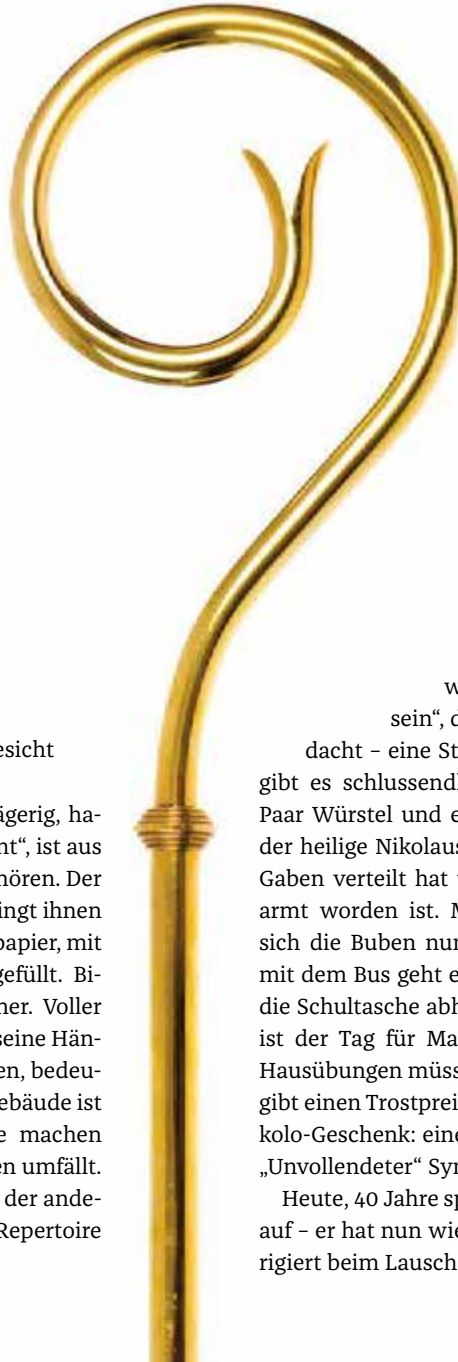 esicht
ägerig, ha-
nt“, ist aus
hören. Der
ingt ihnen
papier, mit
efüllt. Bi-
ner. Voller
seine Hän-
en, bedeu-
ebäude ist
e machen
en umfällt.
der ande-
Repertoire
w
sein“, d
dacht – eine St
gibt es schlussendl
Paar Würstel und e
der heilige Nikolaus
Gaben verteilt hat
armt worden ist. M
sich die Buben nur
mit dem Bus geht e
die Schultasche abh
ist der Tag für Ma
Hausübungen müss
gibt einen Trostprei
kolo-Geschenk: eine
„Unvollendeter“ Syr
Heute, 40 Jahre sp
auf – er hat nun wie
rigiert beim Lausch